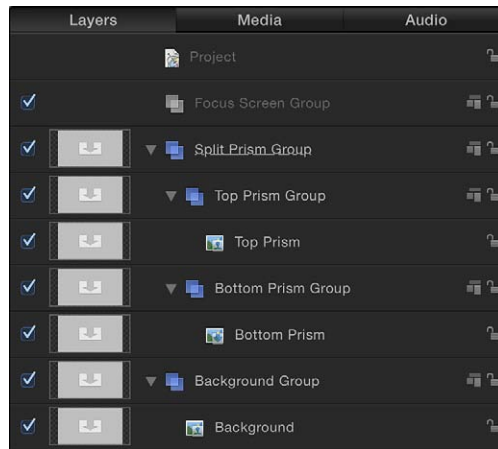 Layers Media Audio
Project
Focus Screen Group
Split Prism Group
Top Prism Group
Top Prism
Bottom Prism Group
Bottom Prism
Background Group
Background